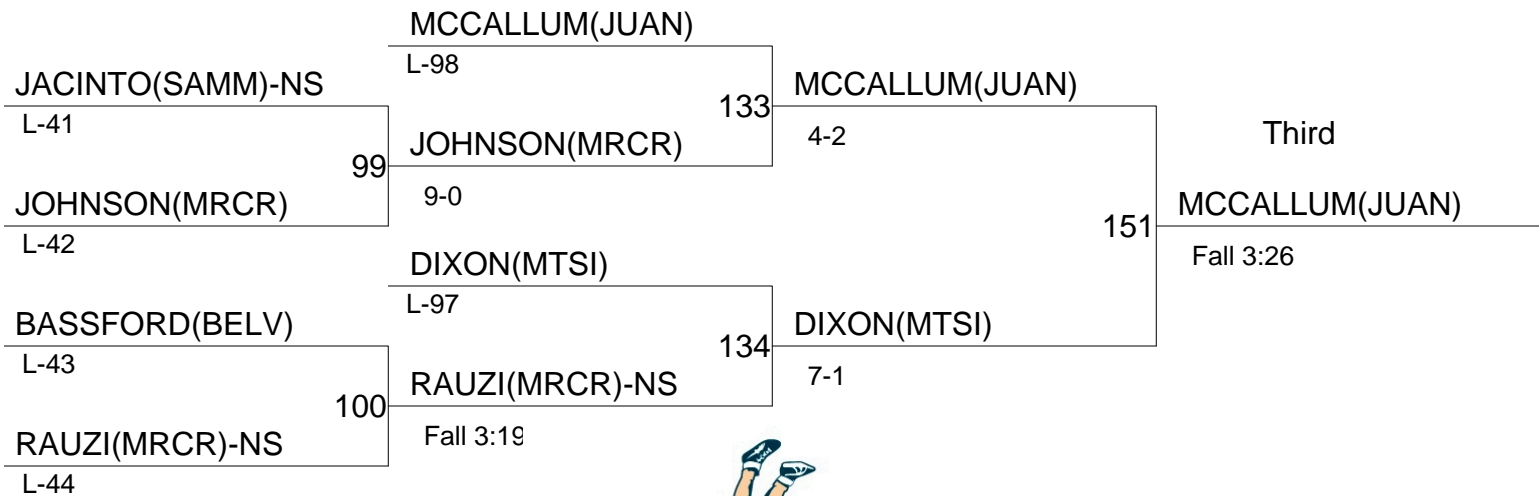 MCCALLUM(JUAN)
L-98
JACINTO(SAMM)-NS
MCCALLUM(JUAN)
L-41
133
4-2
Third
JOHNSON(MRCR)
99
9-0
JOHNSON(MRCR)
MCCALLUM(JUAN)
L-42
151
Fall 3:26
DIXON(MTSI)
L-97
BASSFORD(BELV)
DIXON(MTSI)
L-43
134
7-1
RAUZI(MRCR)-NS
100
Fall 3:19
RAUZI(MRCR)-NS
L-44